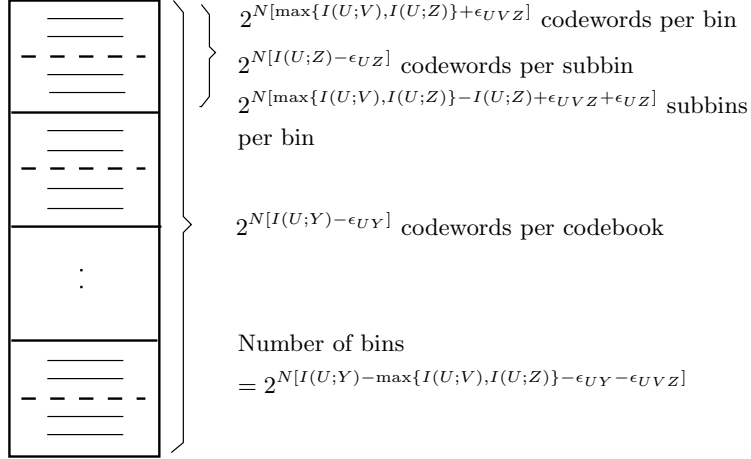 2^{N[max{I(U;V),I(U;Z)}+ϵ_{UVZ}]} codewords per bin
2^{N[I(U;Z)−ϵ_{UZ}]} codewords per subbin
2^{N[max{I(U;V),I(U;Z)}−I(U;Z)+ϵ_{UVZ}+ϵ_{UZ}]} subbins
per bin
2^{N[I(U;Y)−ϵ_{UY}]} codewords per codebook
Number of bins
= 2^{N[I(U;Y)−max{I(U;V),I(U;Z)}−ϵ_{UY}−ϵ_{UVZ}]}